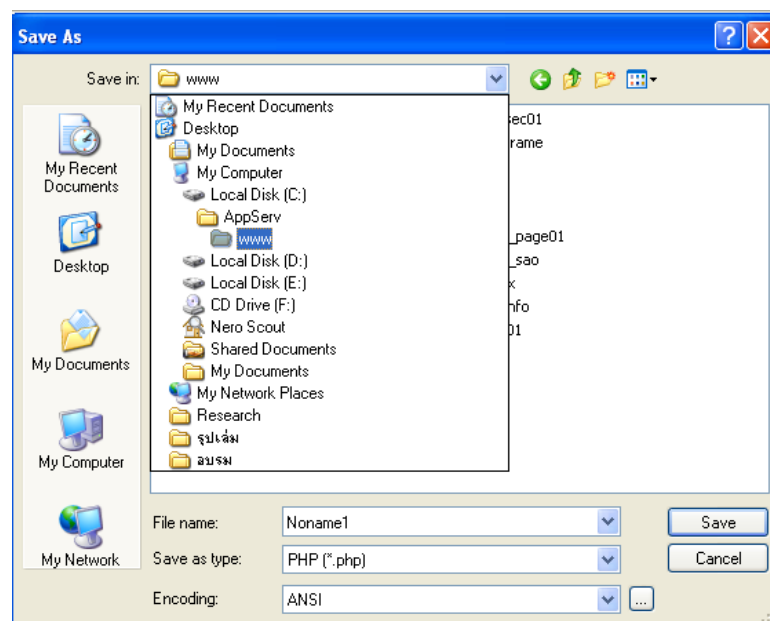 Save As
Save in:
www
My Recent Documents
Desktop
My Documents
My Computer
Local Disk (C:)
AppServ
www
Local Disk (D:)
Local Disk (E:)
CD Drive (F:)
Nero Scout
Shared Documents
My Documents
My Network Places
Research
รูปเล่ม
อบรม
ec01
rame
_page01
_sao
x
nfo
01
My Recent
Documents
Desktop
My Documents
My Computer
My Network
File name:
Noname1
Save
Save as type:
PHP (*.php)
Cancel
Encoding:
ANSI
...